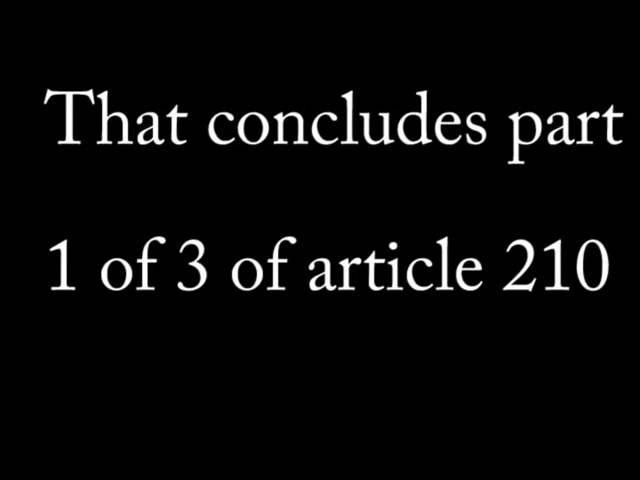 That concludes part
1 of 3 of article 210